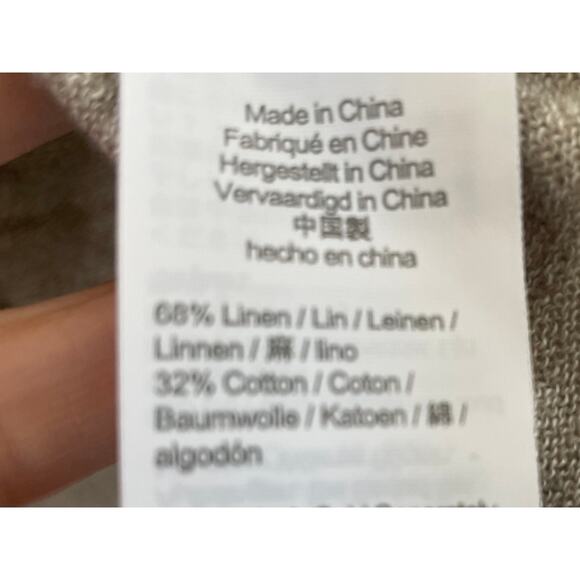 Made in China
Fabriqué en Chine
Hergestellt in China
Vervaardigd in China
中国製
hecho en china
68% Linen / Lin / Leinen /
Linnen / 麻 / lino
32% Cotton / Coton /
Baumwolle / Katoen / 綿 /
algodón